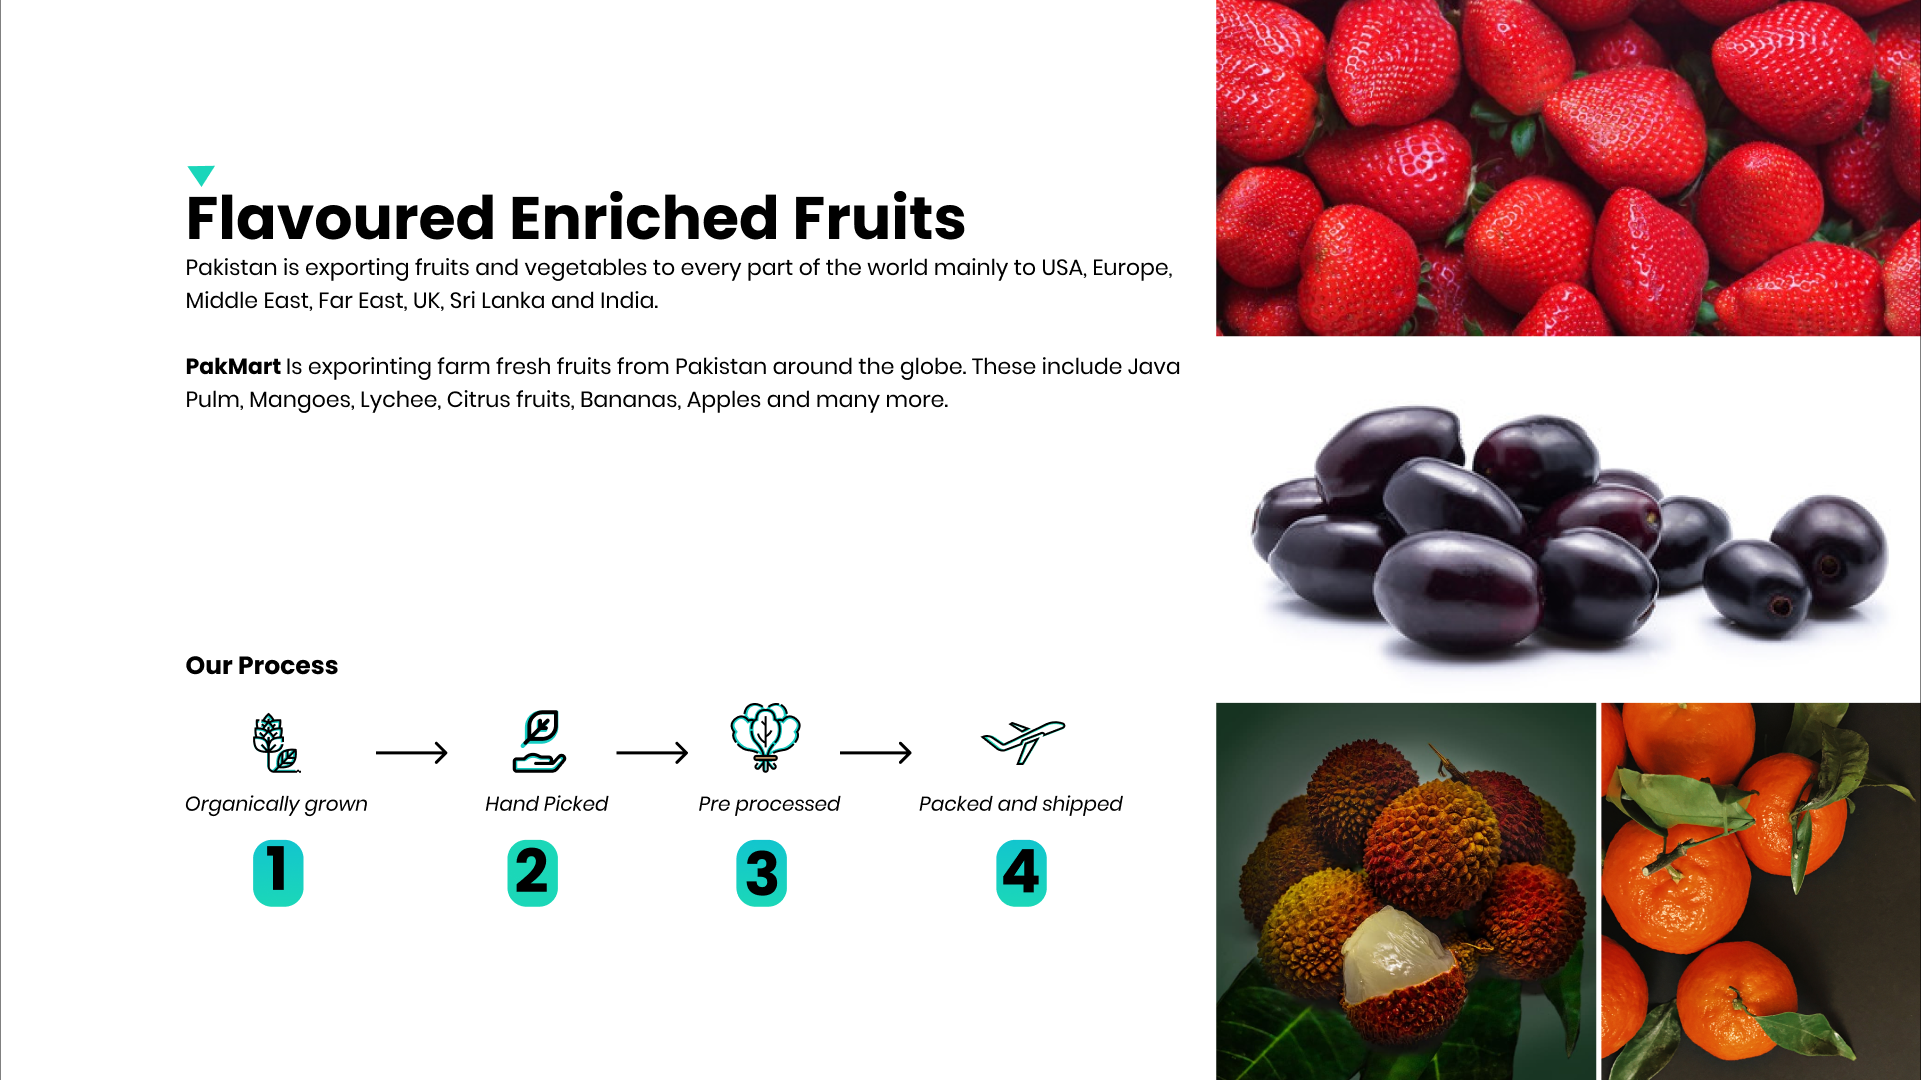 Flavoured Enriched Fruits
Pakistan is exporting fruits and vegetables to every part of the world mainly to USA, Europe,
Middle East, Far East, UK, Sri Lanka and India.
PakMart Is exporinting farm fresh fruits from Pakistan around the globe. These include Java
Pulm, Mangoes, Lychee, Citrus fruits, Bananas, Apples and many more.
Our Process
Organically grown
Hand Picked
Pre processed
Packed and shipped
1
2
3
4